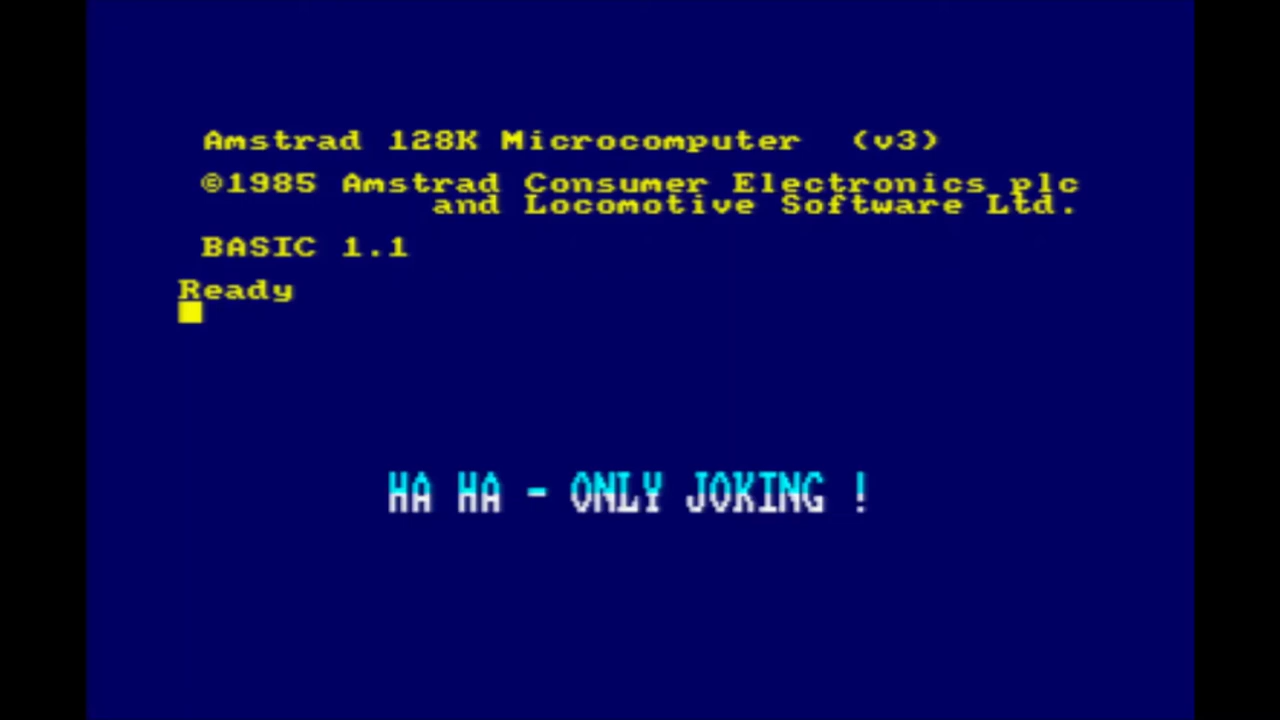 Amstrad 128K Microcomputer (v3)
©1985 Amstrad Consumer Electronics plc
and Locomotive Software Ltd.
BASIC 1.1
Ready
HA HA - ONLY JOKING !